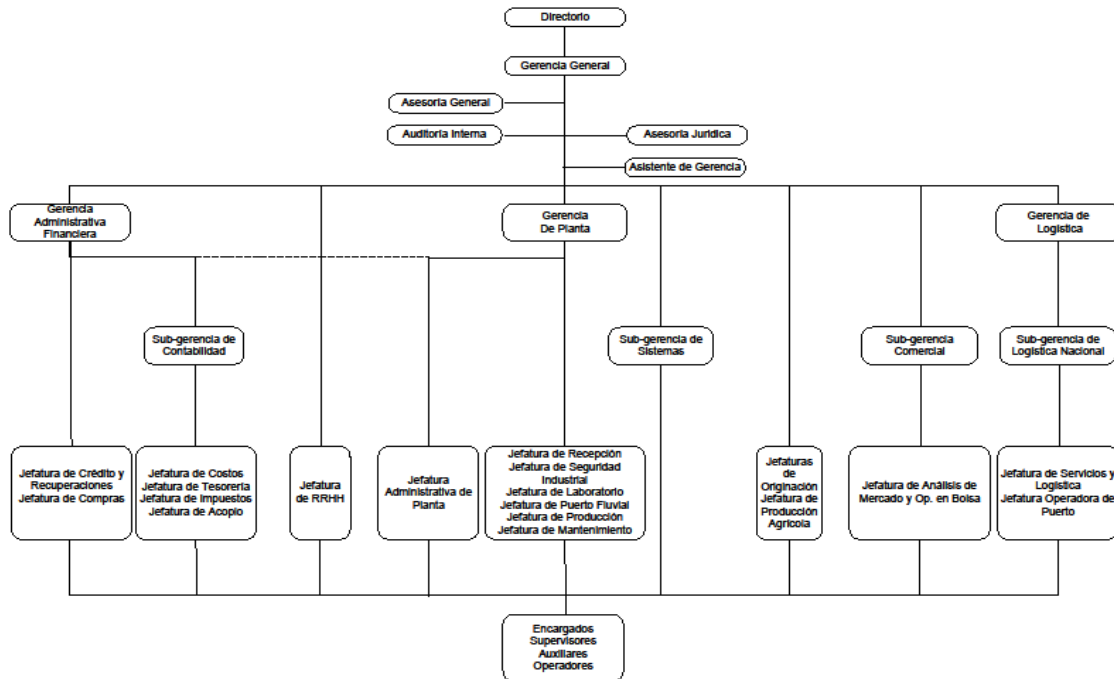 Directorio
Gerencia General
Asesoría General
Auditoría Interna
Asesoría Jurídica
Asistente de Gerencia
Gerencia
Administrativa
Financiera
Gerencia
De Planta
Gerencia de
Logística
Sub-gerencia de
Contabilidad
Sub-gerencia de
Sistemas
Sub-gerencia
Comercial
Sub-gerencia de
Logística Nacional
Jefatura de Crédito y
Recuperaciones
Jefatura de Compras
Jefatura de Costos
Jefatura de Tesorería
Jefatura de Impuestos
Jefatura de Acopio
Jefatura
de RRHH
Jefatura
Administrativa de
Planta
Jefatura de Recepción
Jefatura de Seguridad
Industrial
Jefatura de Laboratorio
Jefatura de Puerto Fluvial
Jefatura de Producción
Jefatura de Mantenimiento
Jefaturas
de
Originación
Jefatura de
Producción
Agrícola
Jefatura de Análisis de
Mercado y Op. en Bolsa
Jefatura de Servicios y
Logística
Jefatura Operadora de
Puerto
Encargados
Supervisores
Auxiliares
Operadores